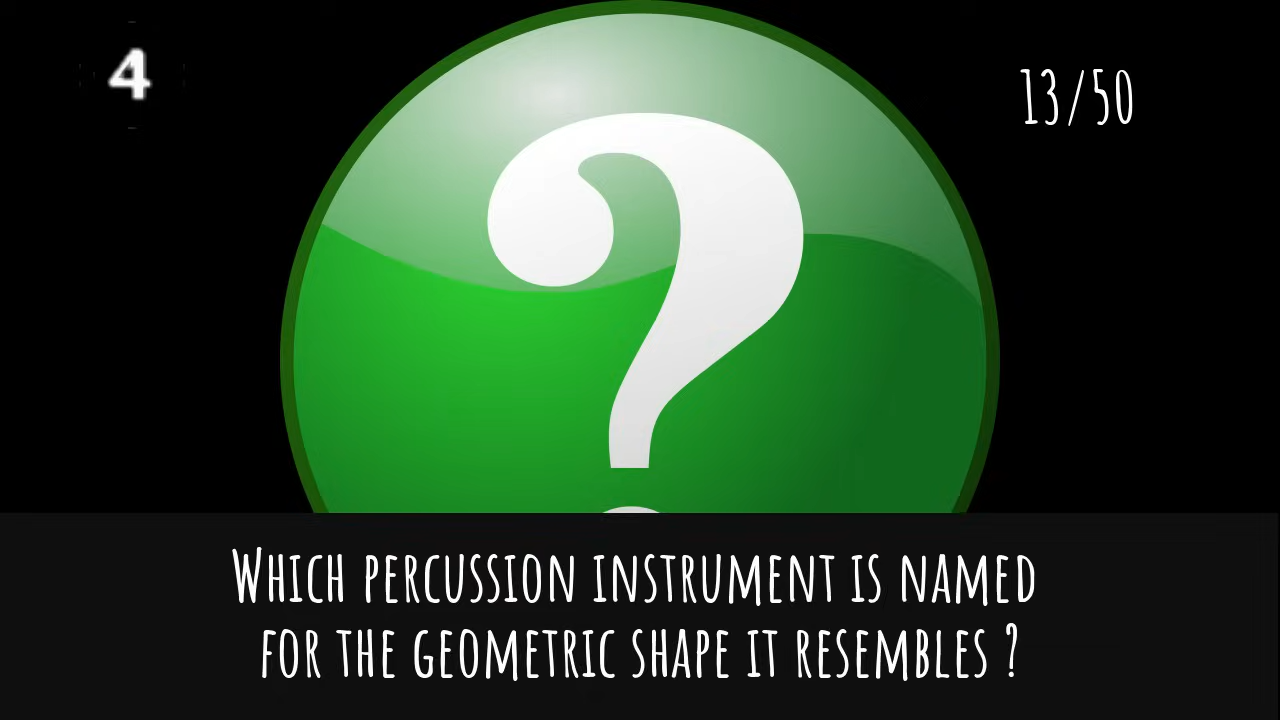 4
13/50
?
Which percussion instrument is named
for the geometric shape it resembles ?